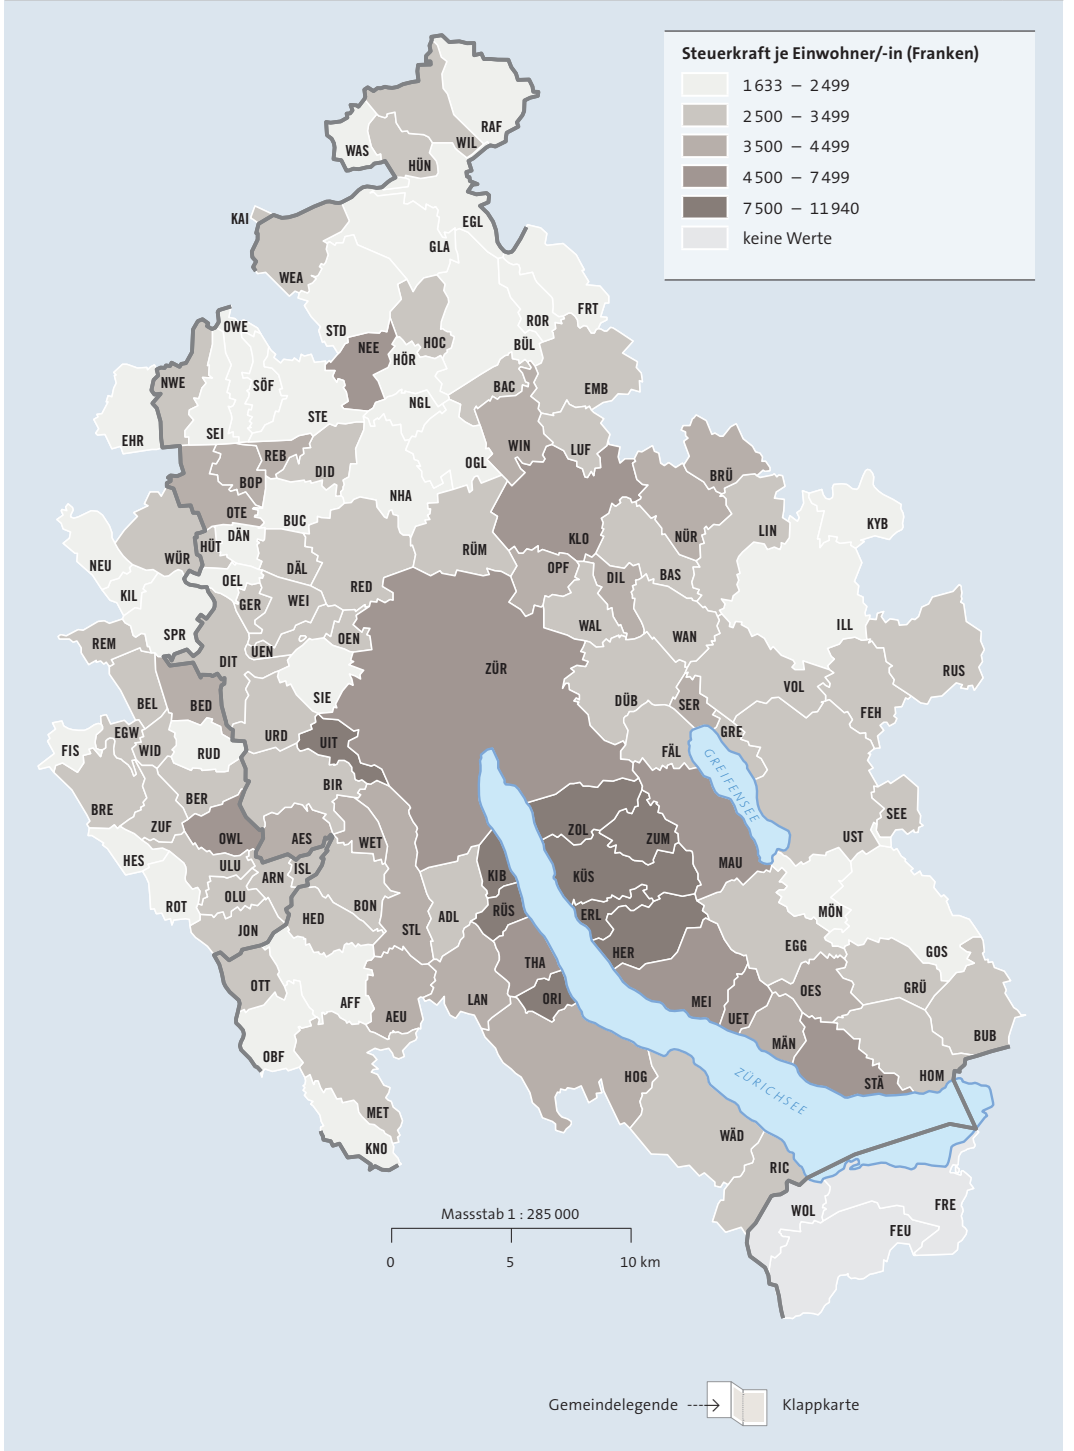 Steuerkraft je Einwohner/-in (Franken)
1633 – 2499
2500 – 3499
3500 – 4499
4500 – 7499
7500 – 11940
keine Werte
RAF
WIL
WAS
HÜN
KAI
EGL
GLA
WEA
FRT
ROR
OWE
STD
HOC
BÜL
NEE
HÖR
NWE
SÖF
BAC
EMB
NGL
STE
SEI
EHR
WIN
LUF
REB
OGL
DID
BRÜ
BOP
NHA
OTE
BUC
KYB
LIN
DÄN
NÜR
KLO
HÜT
RÜM
WÜR
NEU
DÄL
OPF
DIL
BAS
OEL
RED
KIL
GER
WEI
ILL
WAL
SPR
WAN
OEN
REM
UEN
DIT
ZÜR
RUS
VOL
SIE
DÜB
BEL
BED
SER
FEH
EGW
GRE
URD
UIT
FIS
WID
RUD
FÄL
GREIFENSEE
BIR
BER
BRE
SEE
ZUF
ZOL
OWL
AES
WET
ZUM
UST
HES
MAU
ULU
ISL
ARN
KIB
KÜS
OLU
ROT
BON
RÜS
MÖN
HED
ADL
ERL
JON
STL
EGG
HER
GOS
THA
OTT
GRÜ
OES
ORI
LAN
AFF
MEI
AEU
UET
BUB
MÄN
OBF
HOG
HOM
STÄ
ZÜRICHSEE
MET
WÄD
KNO
RIC
FRE
WOL
FEU
Massstab 1 : 285 000
0 5 10 km
Gemeindelegende Klappkarte